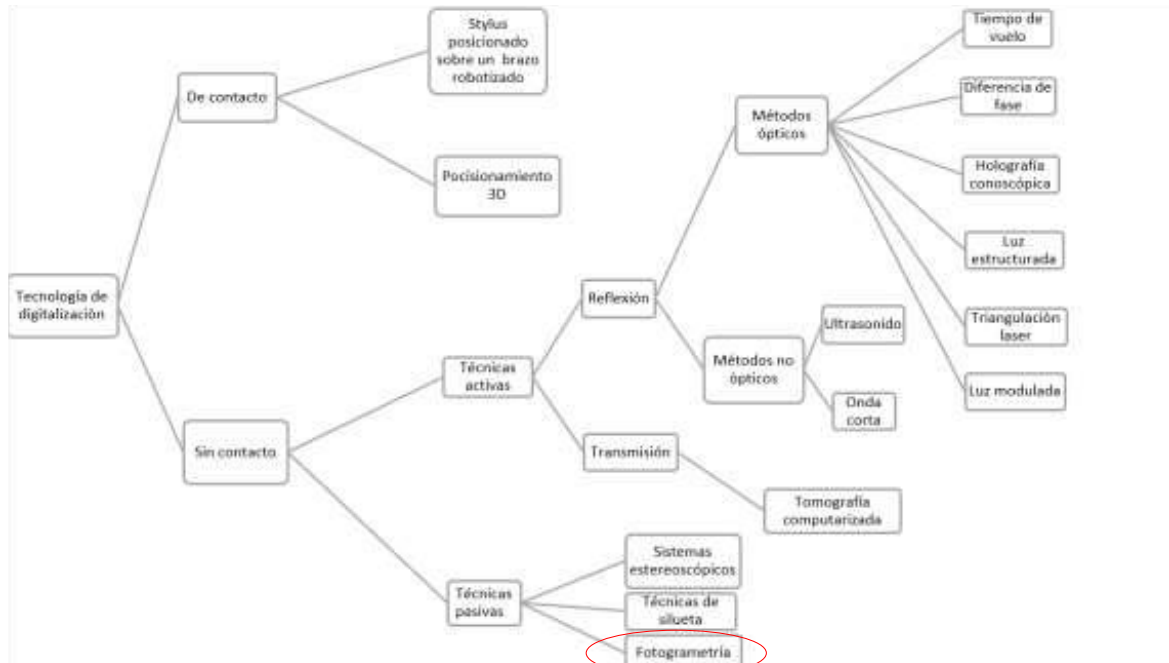 Tecnología de
digitalización
De contacto
Stylus
posicionado
sobre un brazo
robotizado
Pocisionamiento
3D
Sin contacto
Técnicas
activas
Reflexión
Métodos
ópticos
Tiempo de
vuelo
Diferencia de
fase
Holografía
conoscópica
Luz
estructurada
Triangulación
laser
Luz modulada
Métodos no
ópticos
Ultrasonido
Onda
corta
Transmisión
Tomografía
computarizada
Técnicas
pasivas
Sistemas
estereoscópicos
Técnicas de
silueta
Fotogrametría